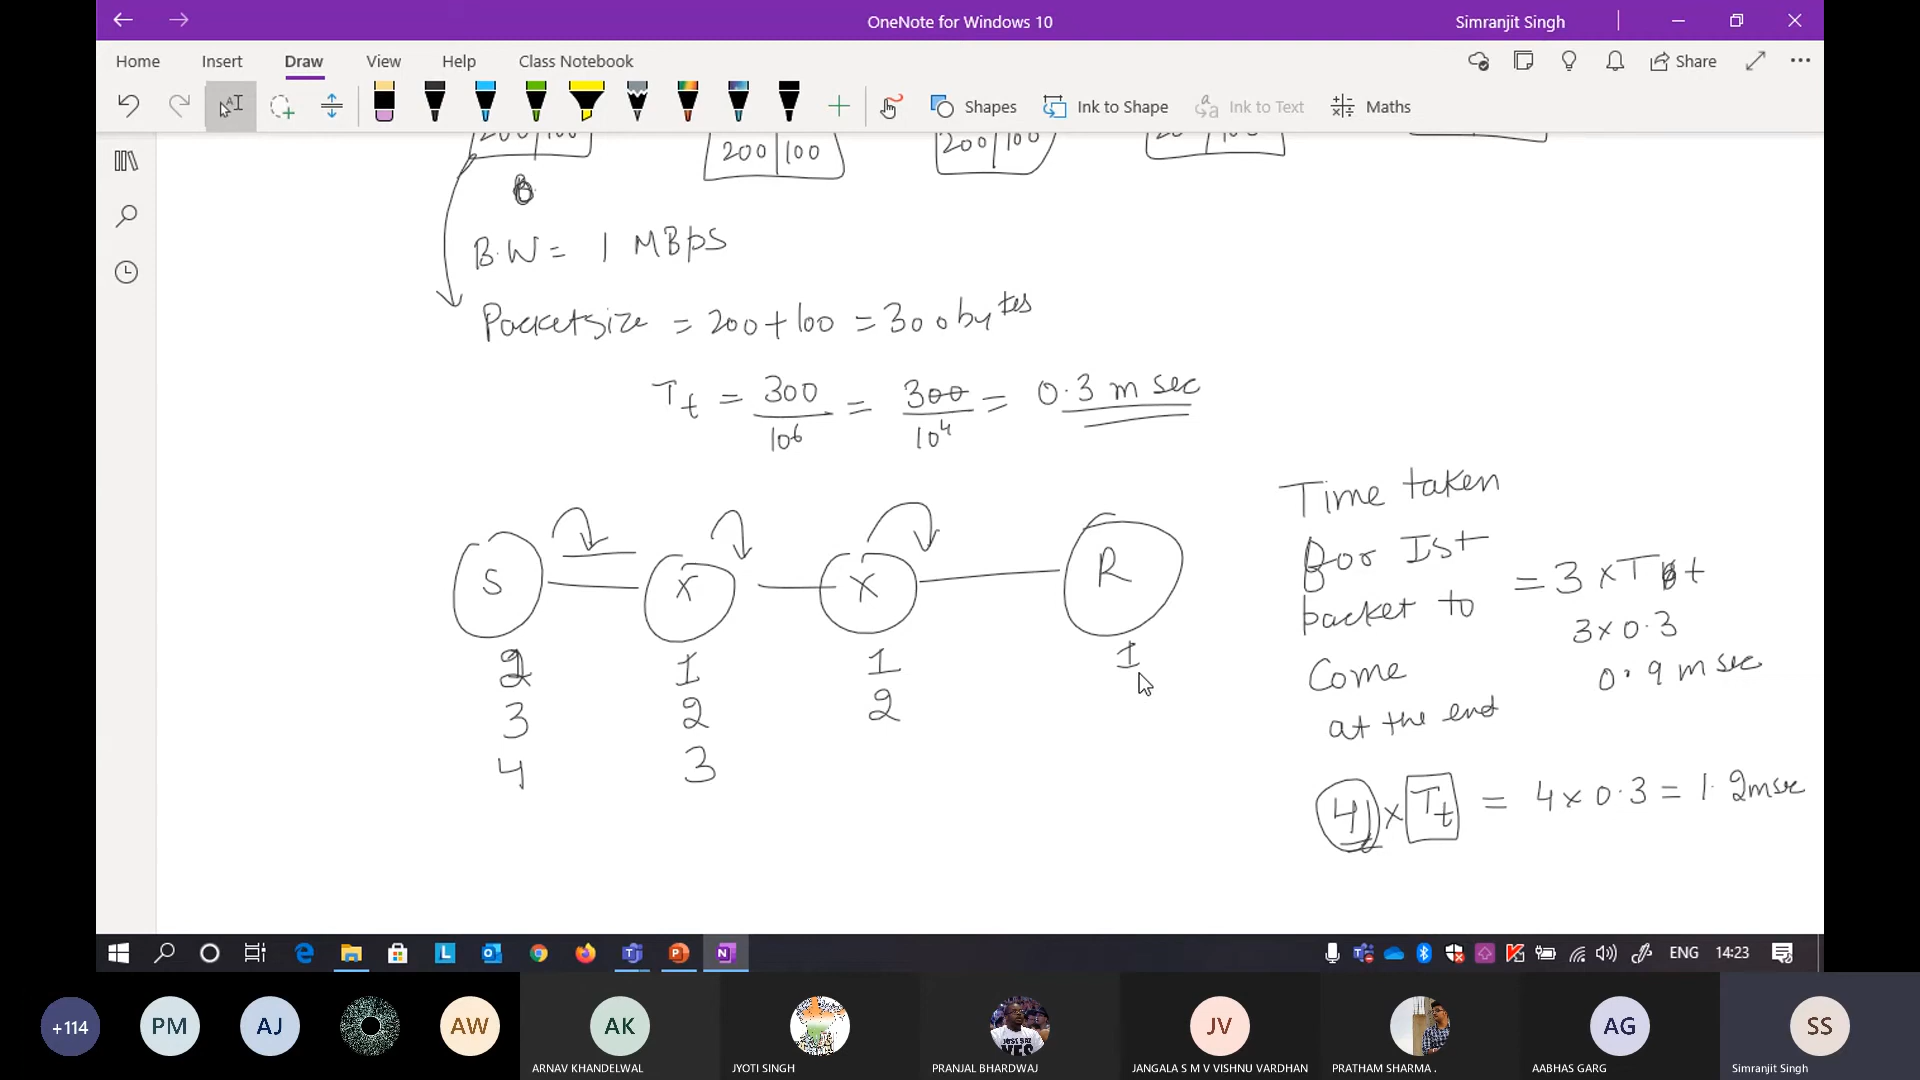 OneNote for Windows 10
Simranjit Singh
Home Insert Draw View Help Class Notebook
Share
Shapes Ink to Shape Ink to Text Maths
200 | 100
200 | 100
200 | 100
B.W = 1 MBps
Packetsize = 200 + 100 = 300 bytes
Tt = 300/10^6 = 300/10^4 = 0.3 m sec
S X X R
2 1 1 1
3 2 2
4 3
Time taken
for Ist
packet to
Come
at the end
= 3 x Tt
3 x 0.3
0.9 m sec
4 x Tt = 4 x 0.3 = 1.2 msec
ENG 14:23
+114 PM AJ AW AK JV AG SS
ARNAV KHANDELWAL JYOTI SINGH PRANJAL BHARDWAJ JANGALA S M V VISHNU VARDHAN PRATHAM SHARMA . AABHAS GARG Simranjit Singh